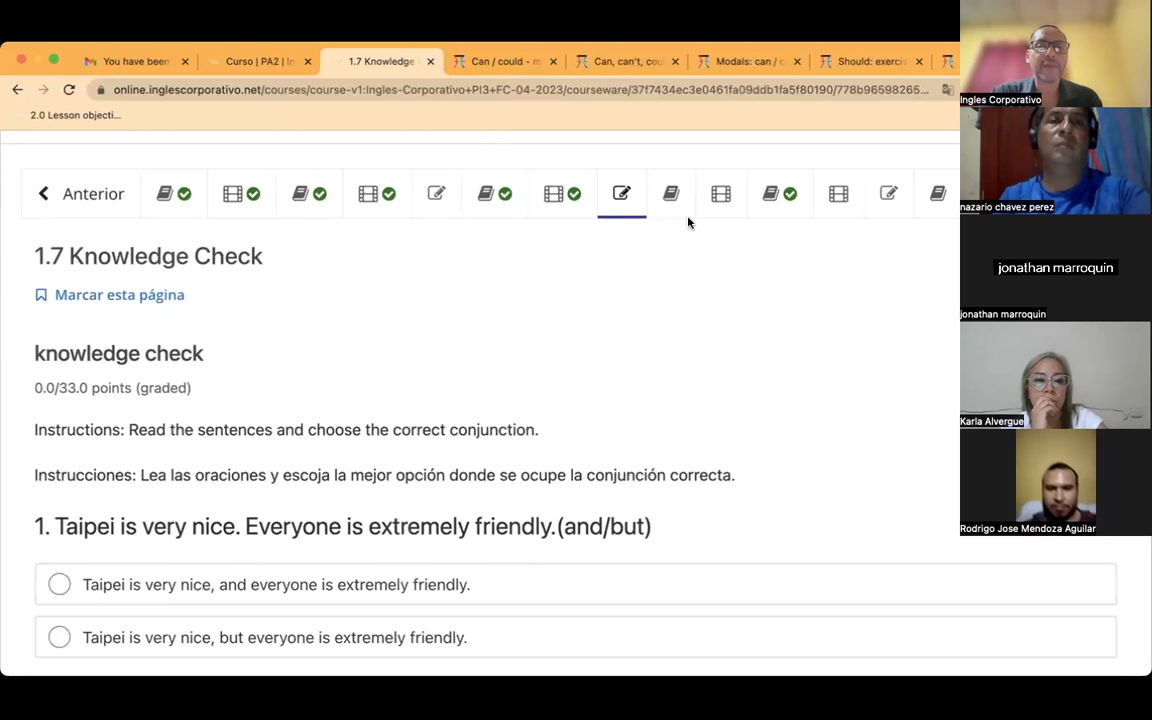 You have been
Curso | PA2 | In
1.7 Knowledge
Can / could - m
Can, can't, cou
Modals: can / c
Should: exercis
online.inglescorporativo.net/courses/course-v1:Ingles-Corporativo+PI3+FC-04-2023/courseware/37f7434ec3e0461fa09ddb1fa5f80190/778b96598265...
2.0 Lesson objecti...
Anterior
1.7 Knowledge Check
Marcar esta página
knowledge check
0.0/33.0 points (graded)
Instructions: Read the sentences and choose the correct conjunction.
Instrucciones: Lea las oraciones y escoja la mejor opción donde se ocupe la conjunción correcta.
1. Taipei is very nice. Everyone is extremely friendly.(and/but)
Taipei is very nice, and everyone is extremely friendly.
Taipei is very nice, but everyone is extremely friendly.
Ingles Corporativo
nazario chavez perez
jonathan marroquin
jonathan marroquin
Karla Alvergue
Rodrigo Jose Mendoza Aguilar